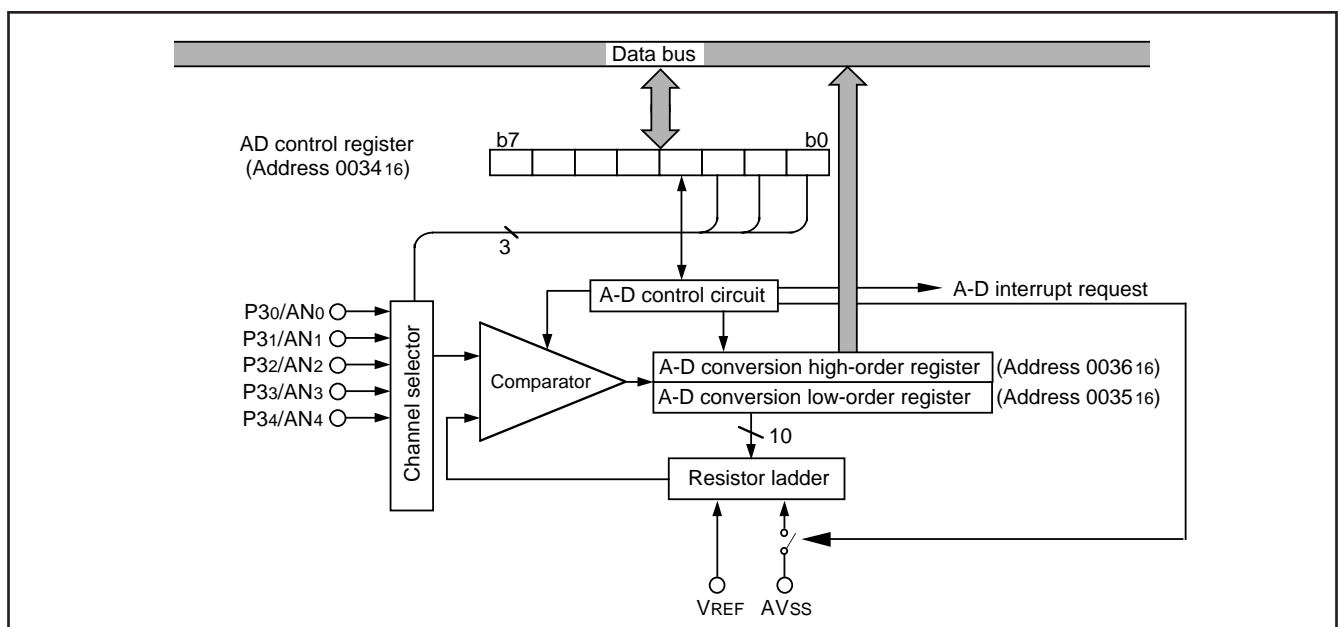 Data bus
AD control register
(Address 0034 16)
b7
b0
3
A-D control circuit
A-D interrupt request
P30/AN0
P31/AN1
P32/AN2
P33/AN3
P34/AN4
Channel selector
Comparator
A-D conversion high-order register
(Address 0036 16)
A-D conversion low-order register
(Address 0035 16)
10
Resistor ladder
VREF
AVSS